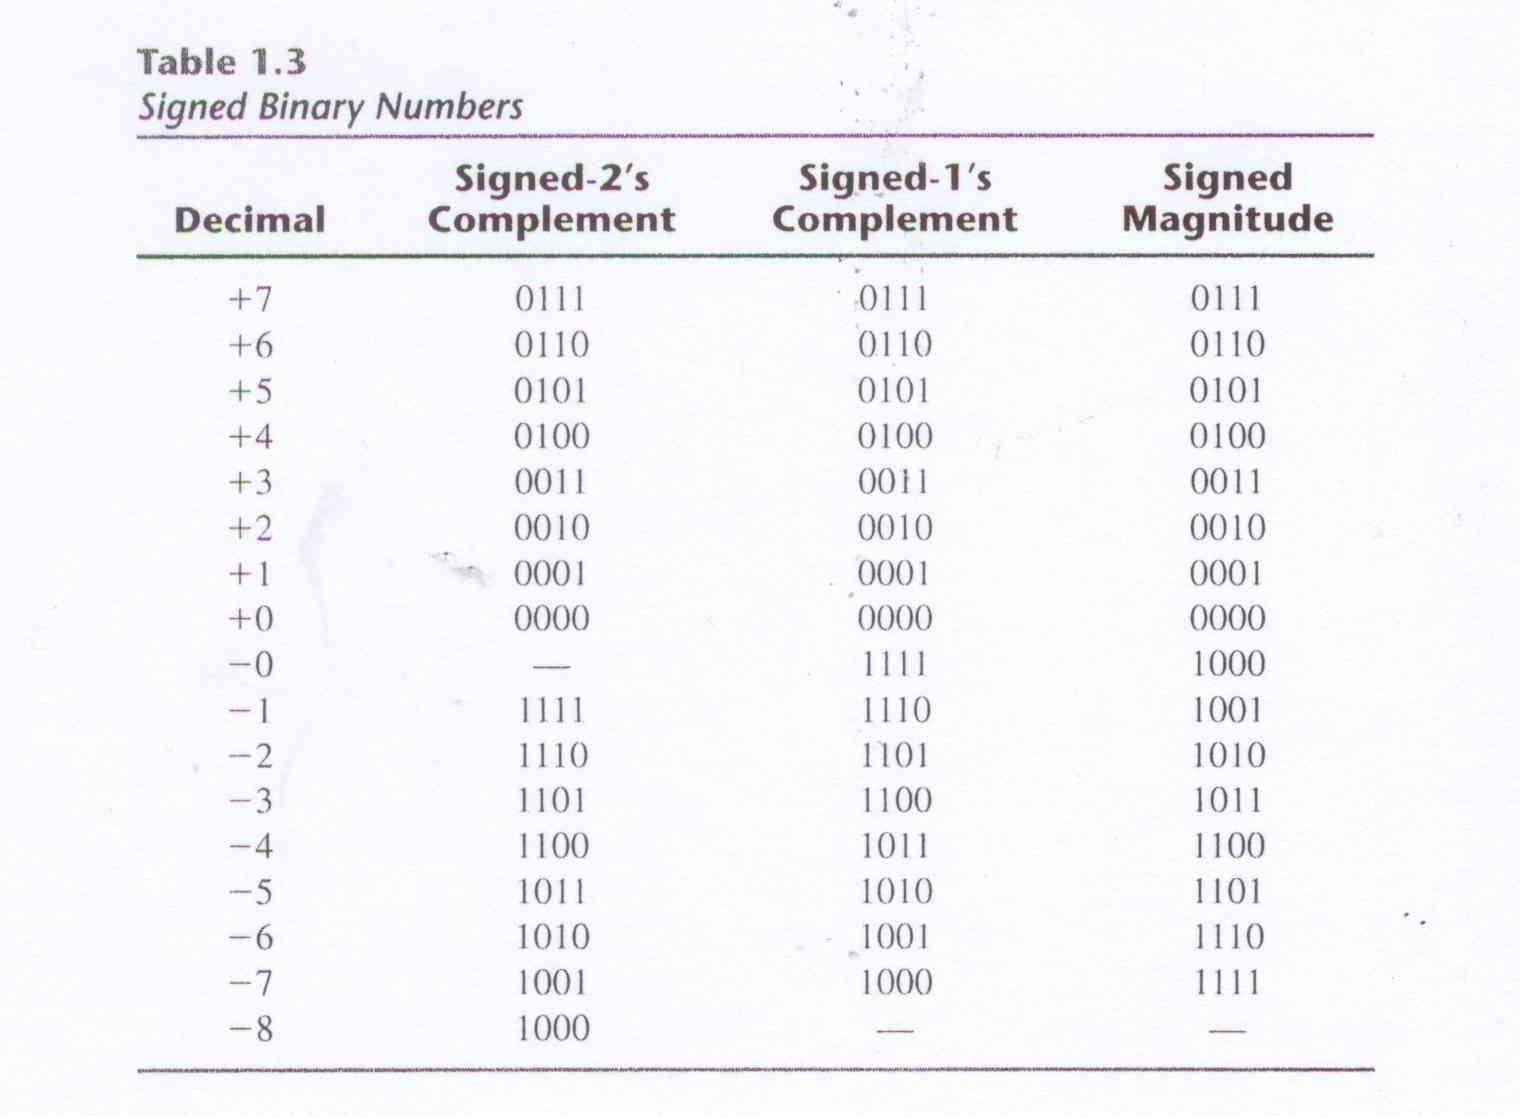 Table 1.3
Signed Binary Numbers
Decimal Signed-2's Complement Signed-1's Complement Signed Magnitude
+7 0111 0111 0111
+6 0110 0110 0110
+5 0101 0101 0101
+4 0100 0100 0100
+3 0011 0011 0011
+2 0010 0010 0010
+1 0001 0001 0001
+0 0000 0000 0000
−0 — 1111 1000
−1 1111 1110 1001
−2 1110 1101 1010
−3 1101 1100 1011
−4 1100 1011 1100
−5 1011 1010 1101
−6 1010 1001 1110
−7 1001 1000 1111
−8 1000 — —